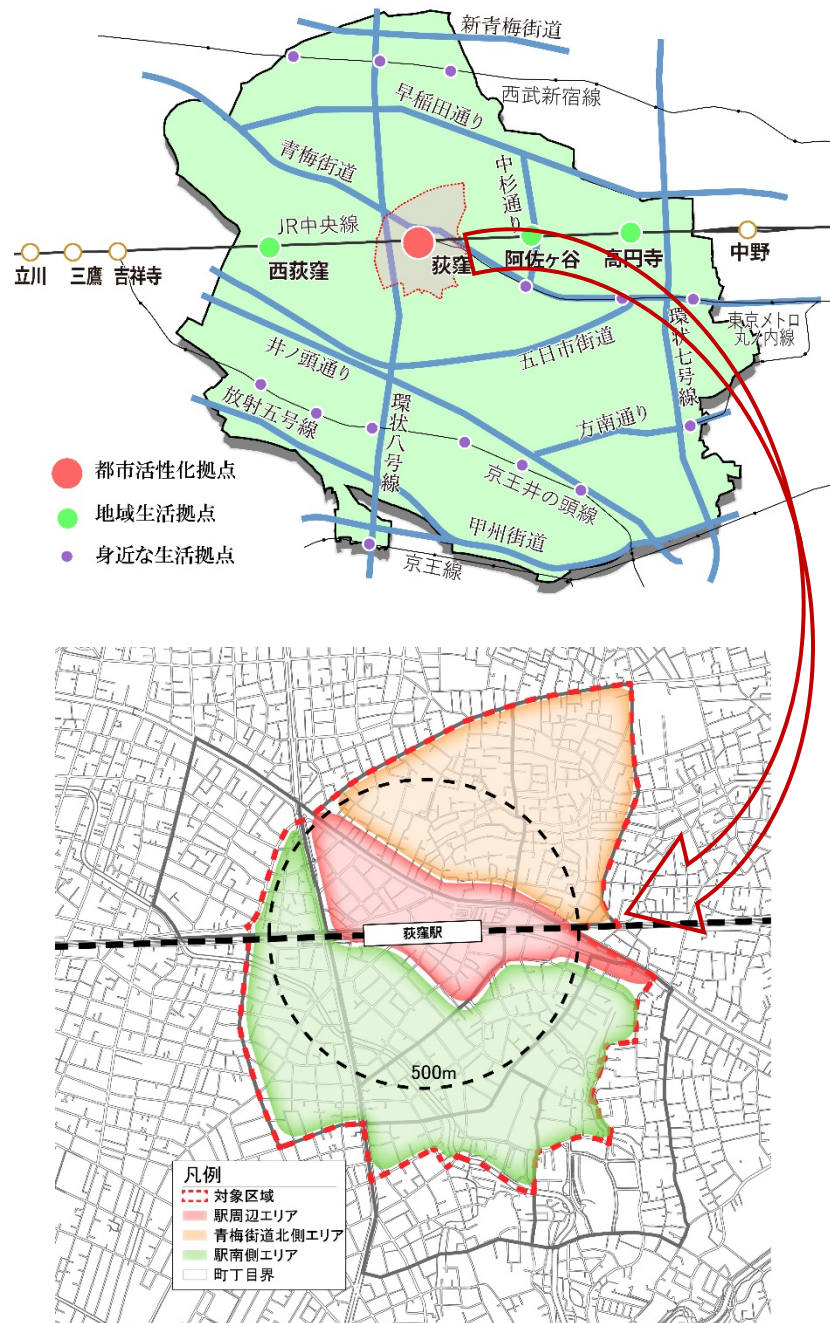 新青梅街道
西武新宿線
早稲田通り
青梅街道
中杉通り
JR中央線
立川
三鷹
吉祥寺
西荻窪
荻窪
阿佐ヶ谷
高円寺
中野
東京メトロ
丸ノ内線
環状七号線
五日市街道
井ノ頭通り
放射五号線
環状八号線
方南通り
京王井の頭線
甲州街道
京王線
都市活性化拠点
地域生活拠点
身近な生活拠点
荻窪駅
500m
凡例
対象区域
駅周辺エリア
青梅街道北側エリア
駅南側エリア
町丁目界